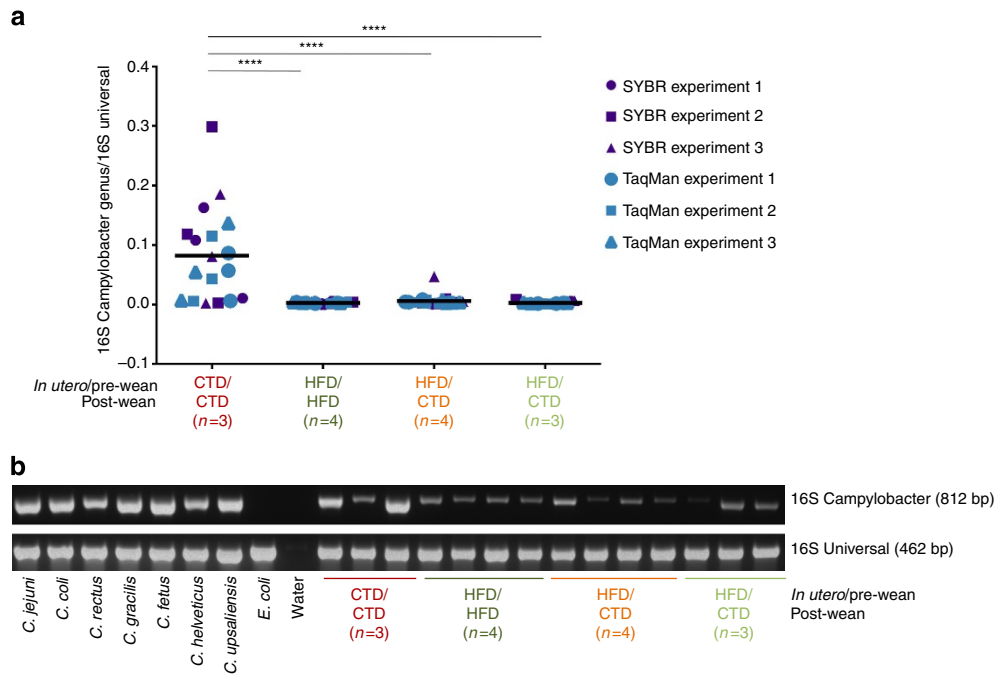 a
****
****
****
16S Campylobacter genus/16S universal
0.4
0.3
0.2
0.1
0.0
–0.1
SYBR experiment 1
SYBR experiment 2
SYBR experiment 3
TaqMan experiment 1
TaqMan experiment 2
TaqMan experiment 3
In utero/pre-wean
Post-wean
CTD/
CTD
(n=3)
HFD/
HFD
(n=4)
HFD/
CTD
(n=4)
HFD/
CTD
(n=3)
b
16S Campylobacter (812 bp)
16S Universal (462 bp)
C. jejuni
C. coli
C. rectus
C. gracilis
C. fetus
C. helveticus
C. upsaliensis
E. coli
Water
CTD/
CTD
(n=3)
HFD/
HFD
(n=4)
HFD/
CTD
(n=4)
HFD/
CTD
(n=3)
In utero/pre-wean
Post-wean